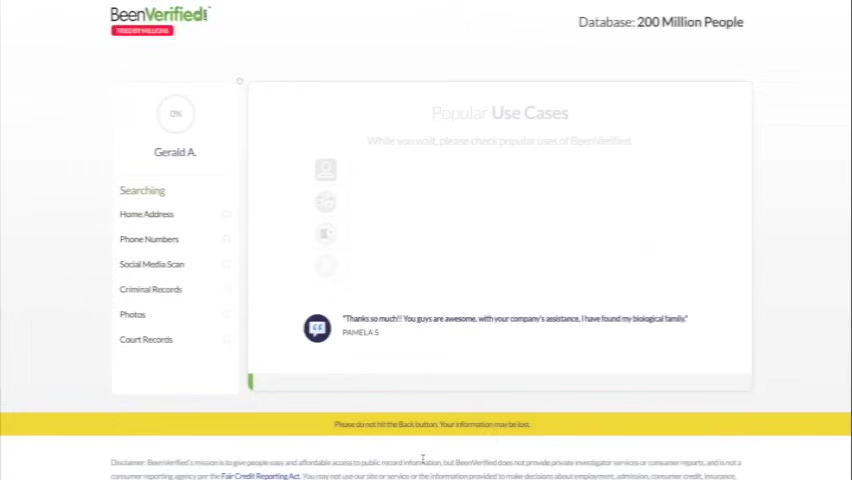 BeenVerified.com
TRIED BY MILLIONS
Database: 200 Million People
0%
Gerald A.
Searching
Home Address
Phone Numbers
Social Media Scan
Criminal Records
Photos
Court Records
Popular Use Cases
While you wait, please check popular uses of BeenVerified.
"Thanks so much!! You guys are awesome, with your company's assistance, I have found my biological family."
PAMELA S
Please do not hit the Back button. Your information may be lost.
Disclaimer: BeenVerified's mission is to give people easy and affordable access to public record information, but BeenVerified does not provide private investigator services or consumer reports, and is not a
consumer reporting agency per the Fair Credit Reporting Act. You may not use our site or service or the information provided to make decisions about employment, admission, consumer credit, insurance,